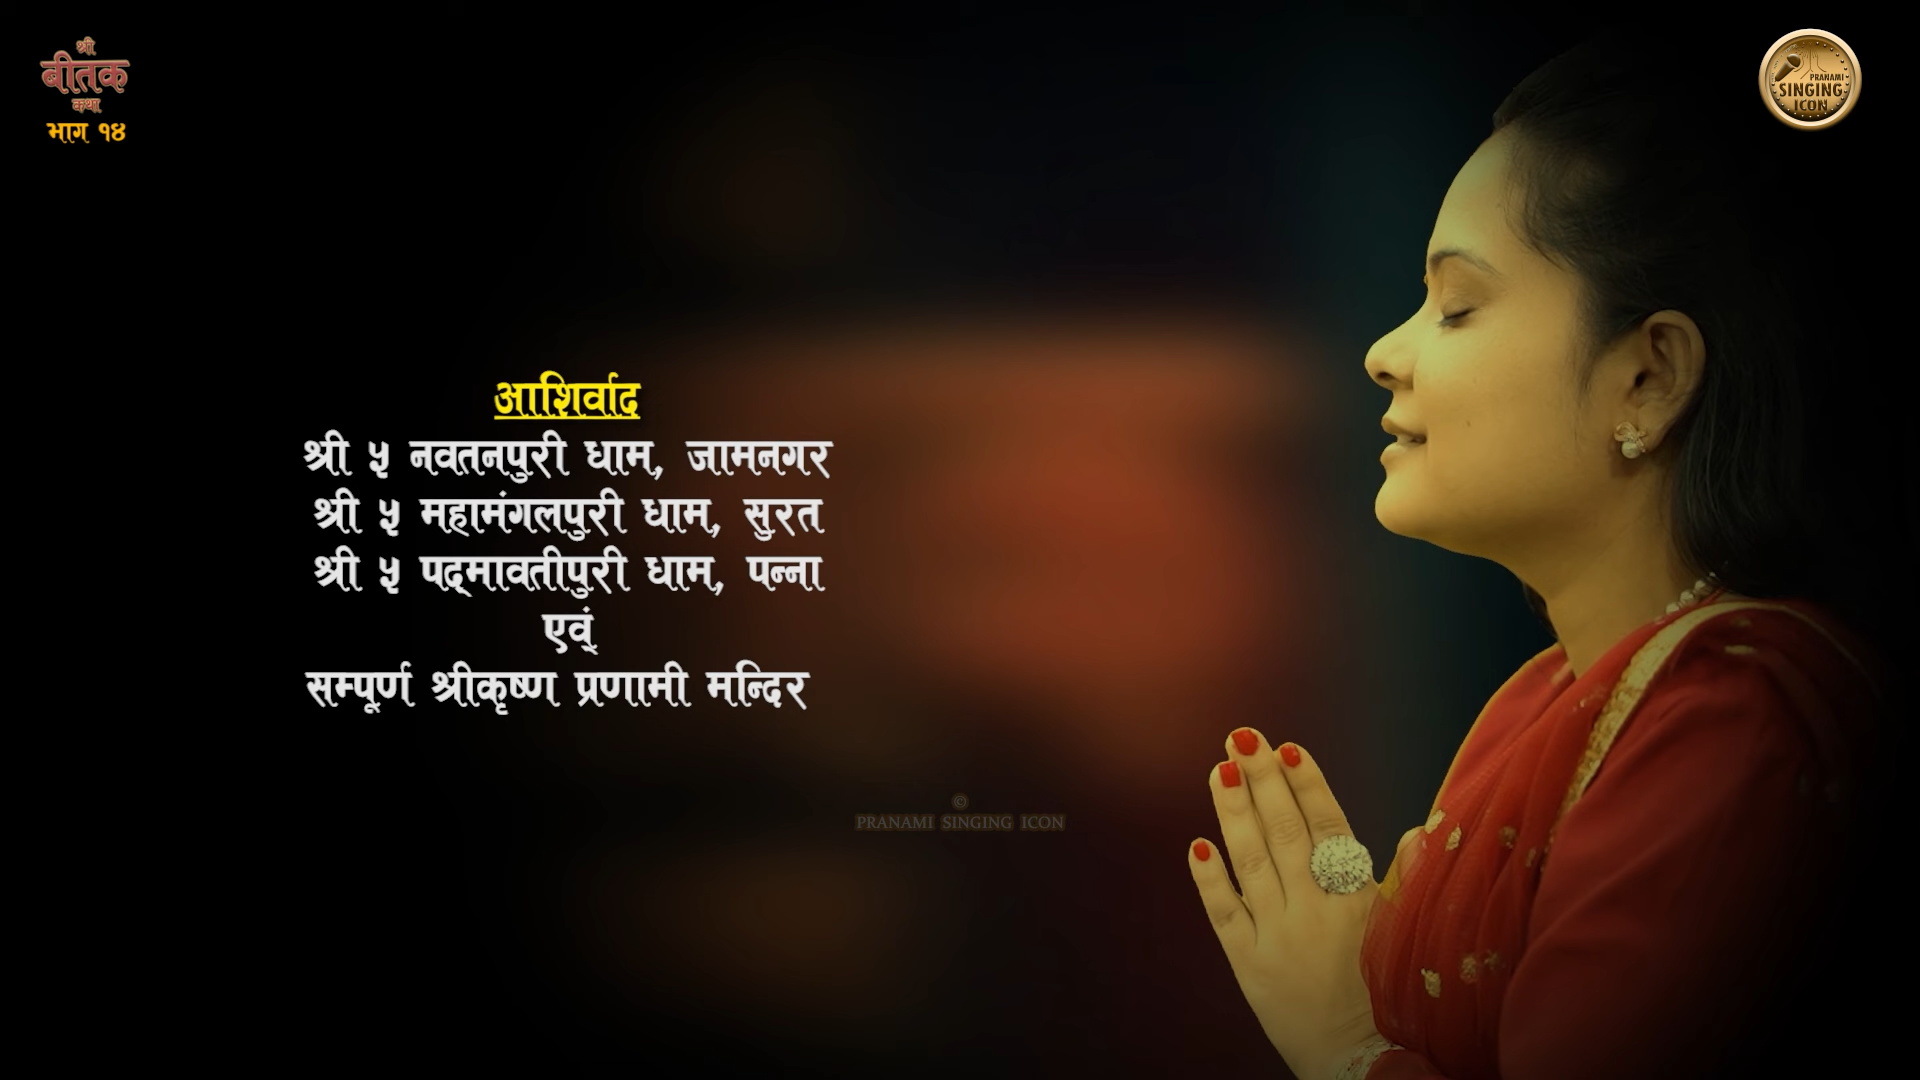 श्री
बीतक
कथा
भाग १४
PRANAMI
SINGING
ICON
आशिर्वाद
श्री ५ नवतनपुरी धाम, जामनगर
श्री ५ महामंगलपुरी धाम, सुरत
श्री ५ पद्मावतीपुरी धाम, पन्ना
एवं्
सम्पूर्ण श्रीकृष्ण प्रणामी मन्दिर
©
PRANAMI SINGING ICON